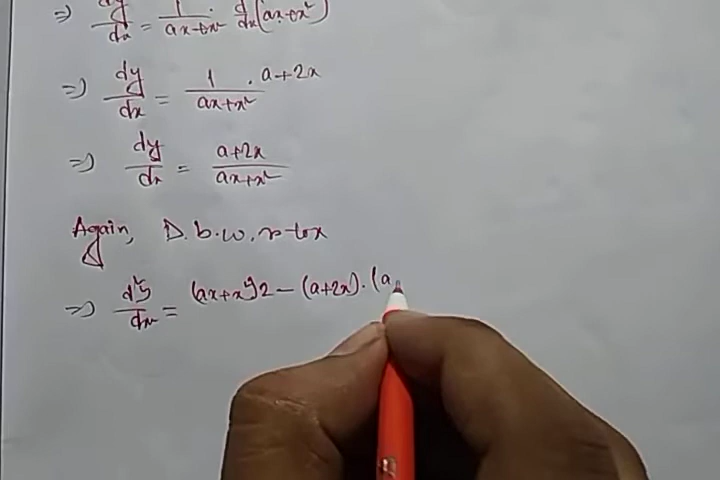 ⇒ dy/dx = 1/(ax+x²) · d/dx(ax+x²)
⇒ dy/dx = 1/(ax+x²) · a+2x
⇒ dy/dx = (a+2x)/(ax+x²)
Again, D.b.w.r to x
⇒ d²y/dx² = (ax+x²)2 − (a+2x)·(a